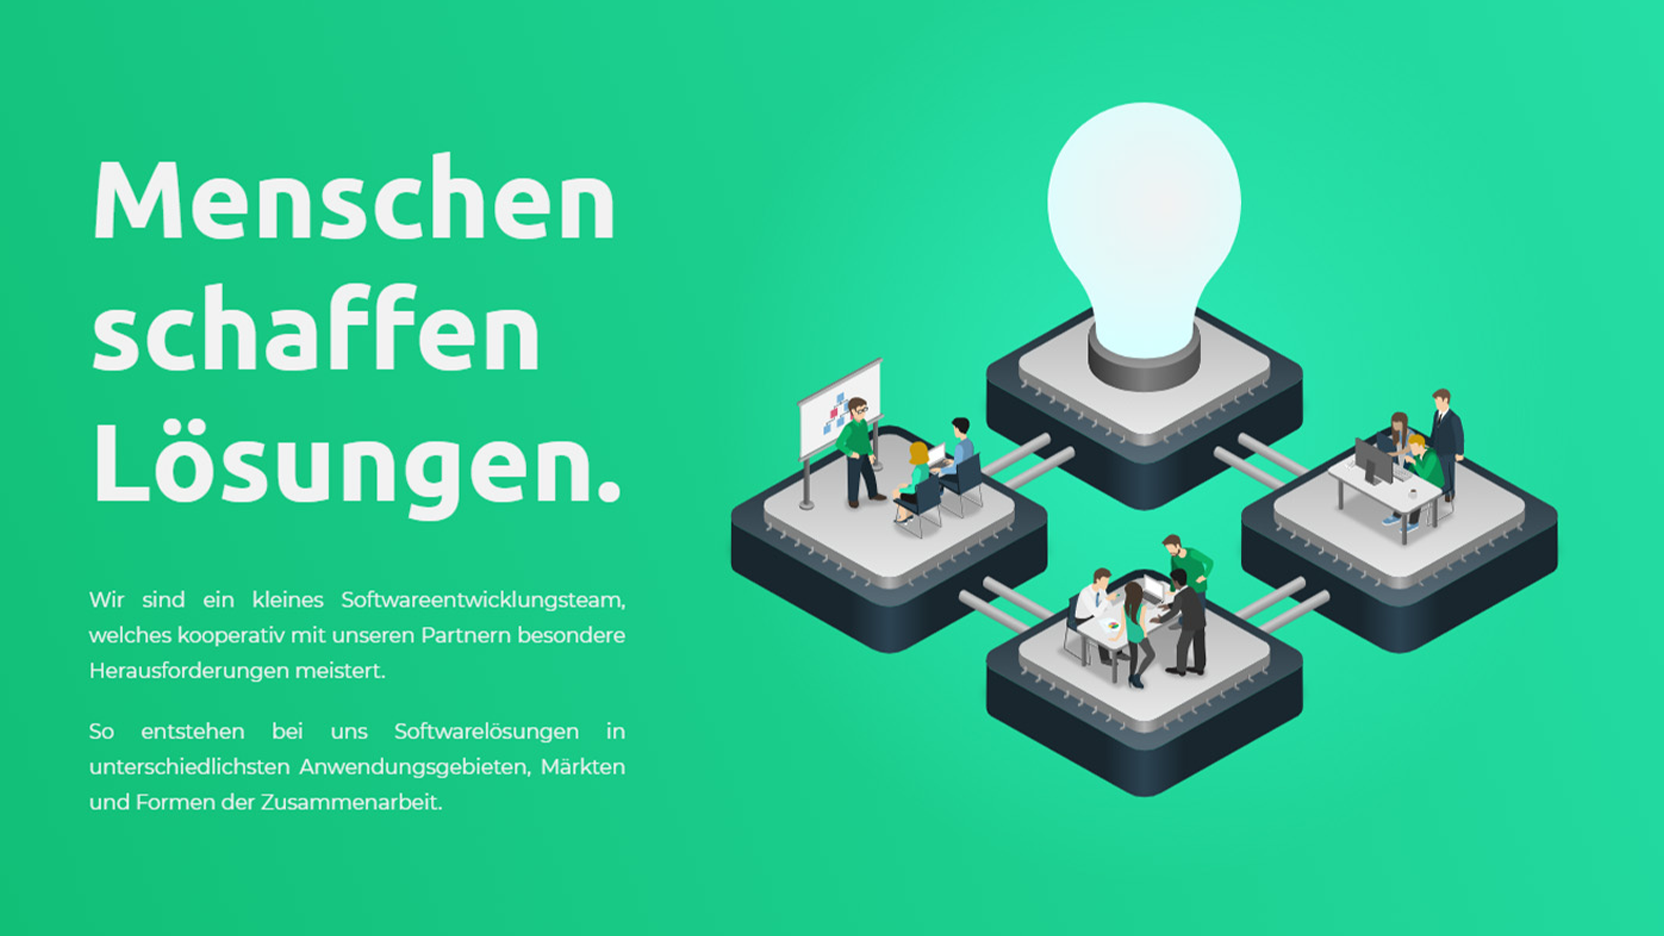 Menschen
schaffen
Lösungen.
Wir sind ein kleines Softwareentwicklungsteam,
welches kooperativ mit unseren Partnern besondere
Herausforderungen meistert.
So entstehen bei uns Softwarelösungen in
unterschiedlichsten Anwendungsgebieten, Märkten
und Formen der Zusammenarbeit.